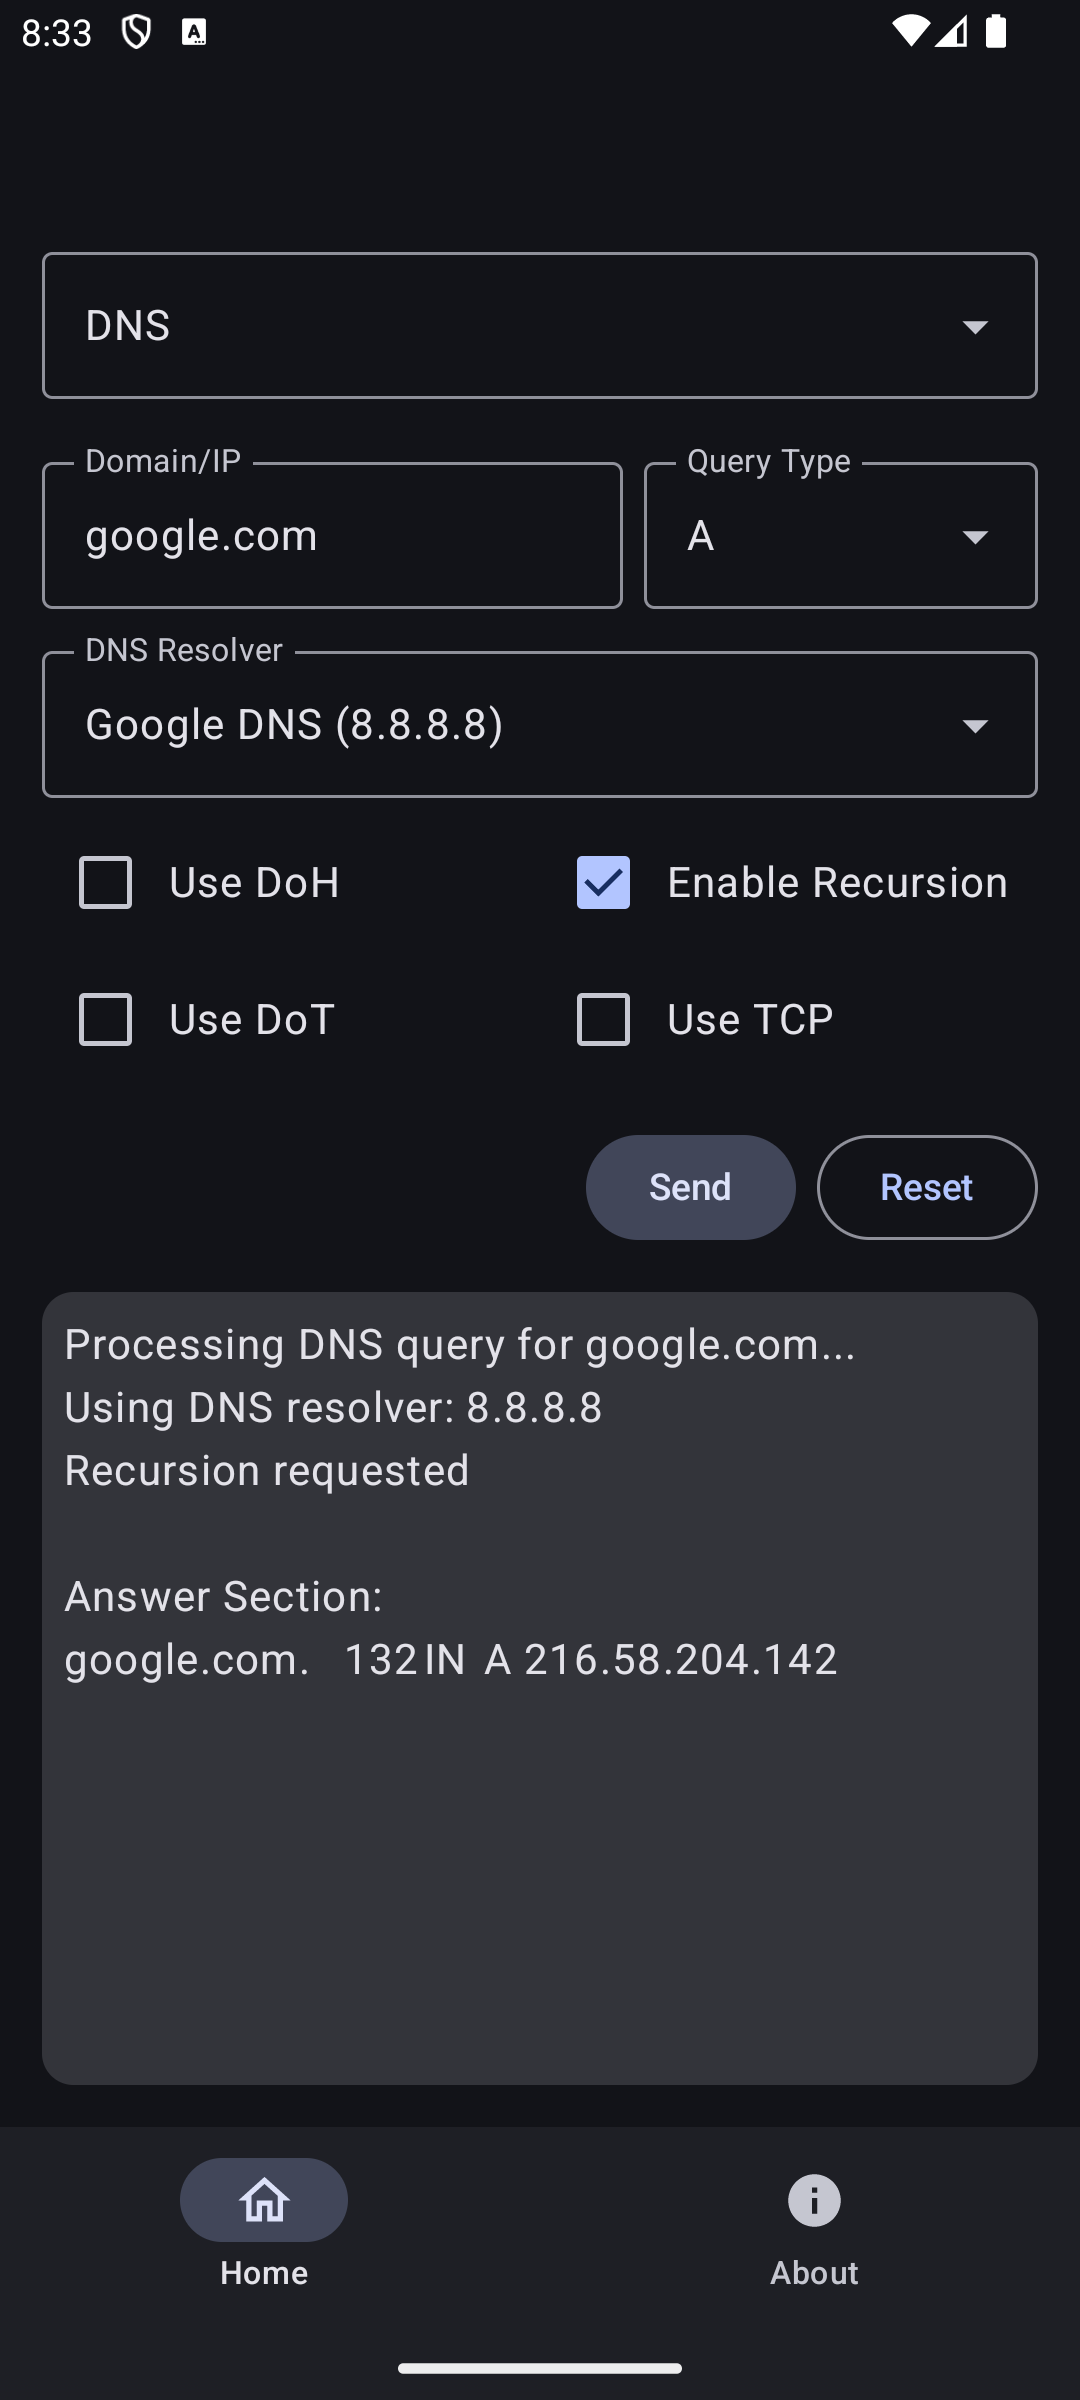 8:33
DNS
Domain/IP
Query Type
google.com
A
DNS Resolver
Google DNS (8.8.8.8)
Use DoH
Enable Recursion
Use DoT
Use TCP
Send
Reset
Processing DNS query for google.com...
Using DNS resolver: 8.8.8.8
Recursion requested
Answer Section:
google.com. 132 IN A 216.58.204.142
Home
About